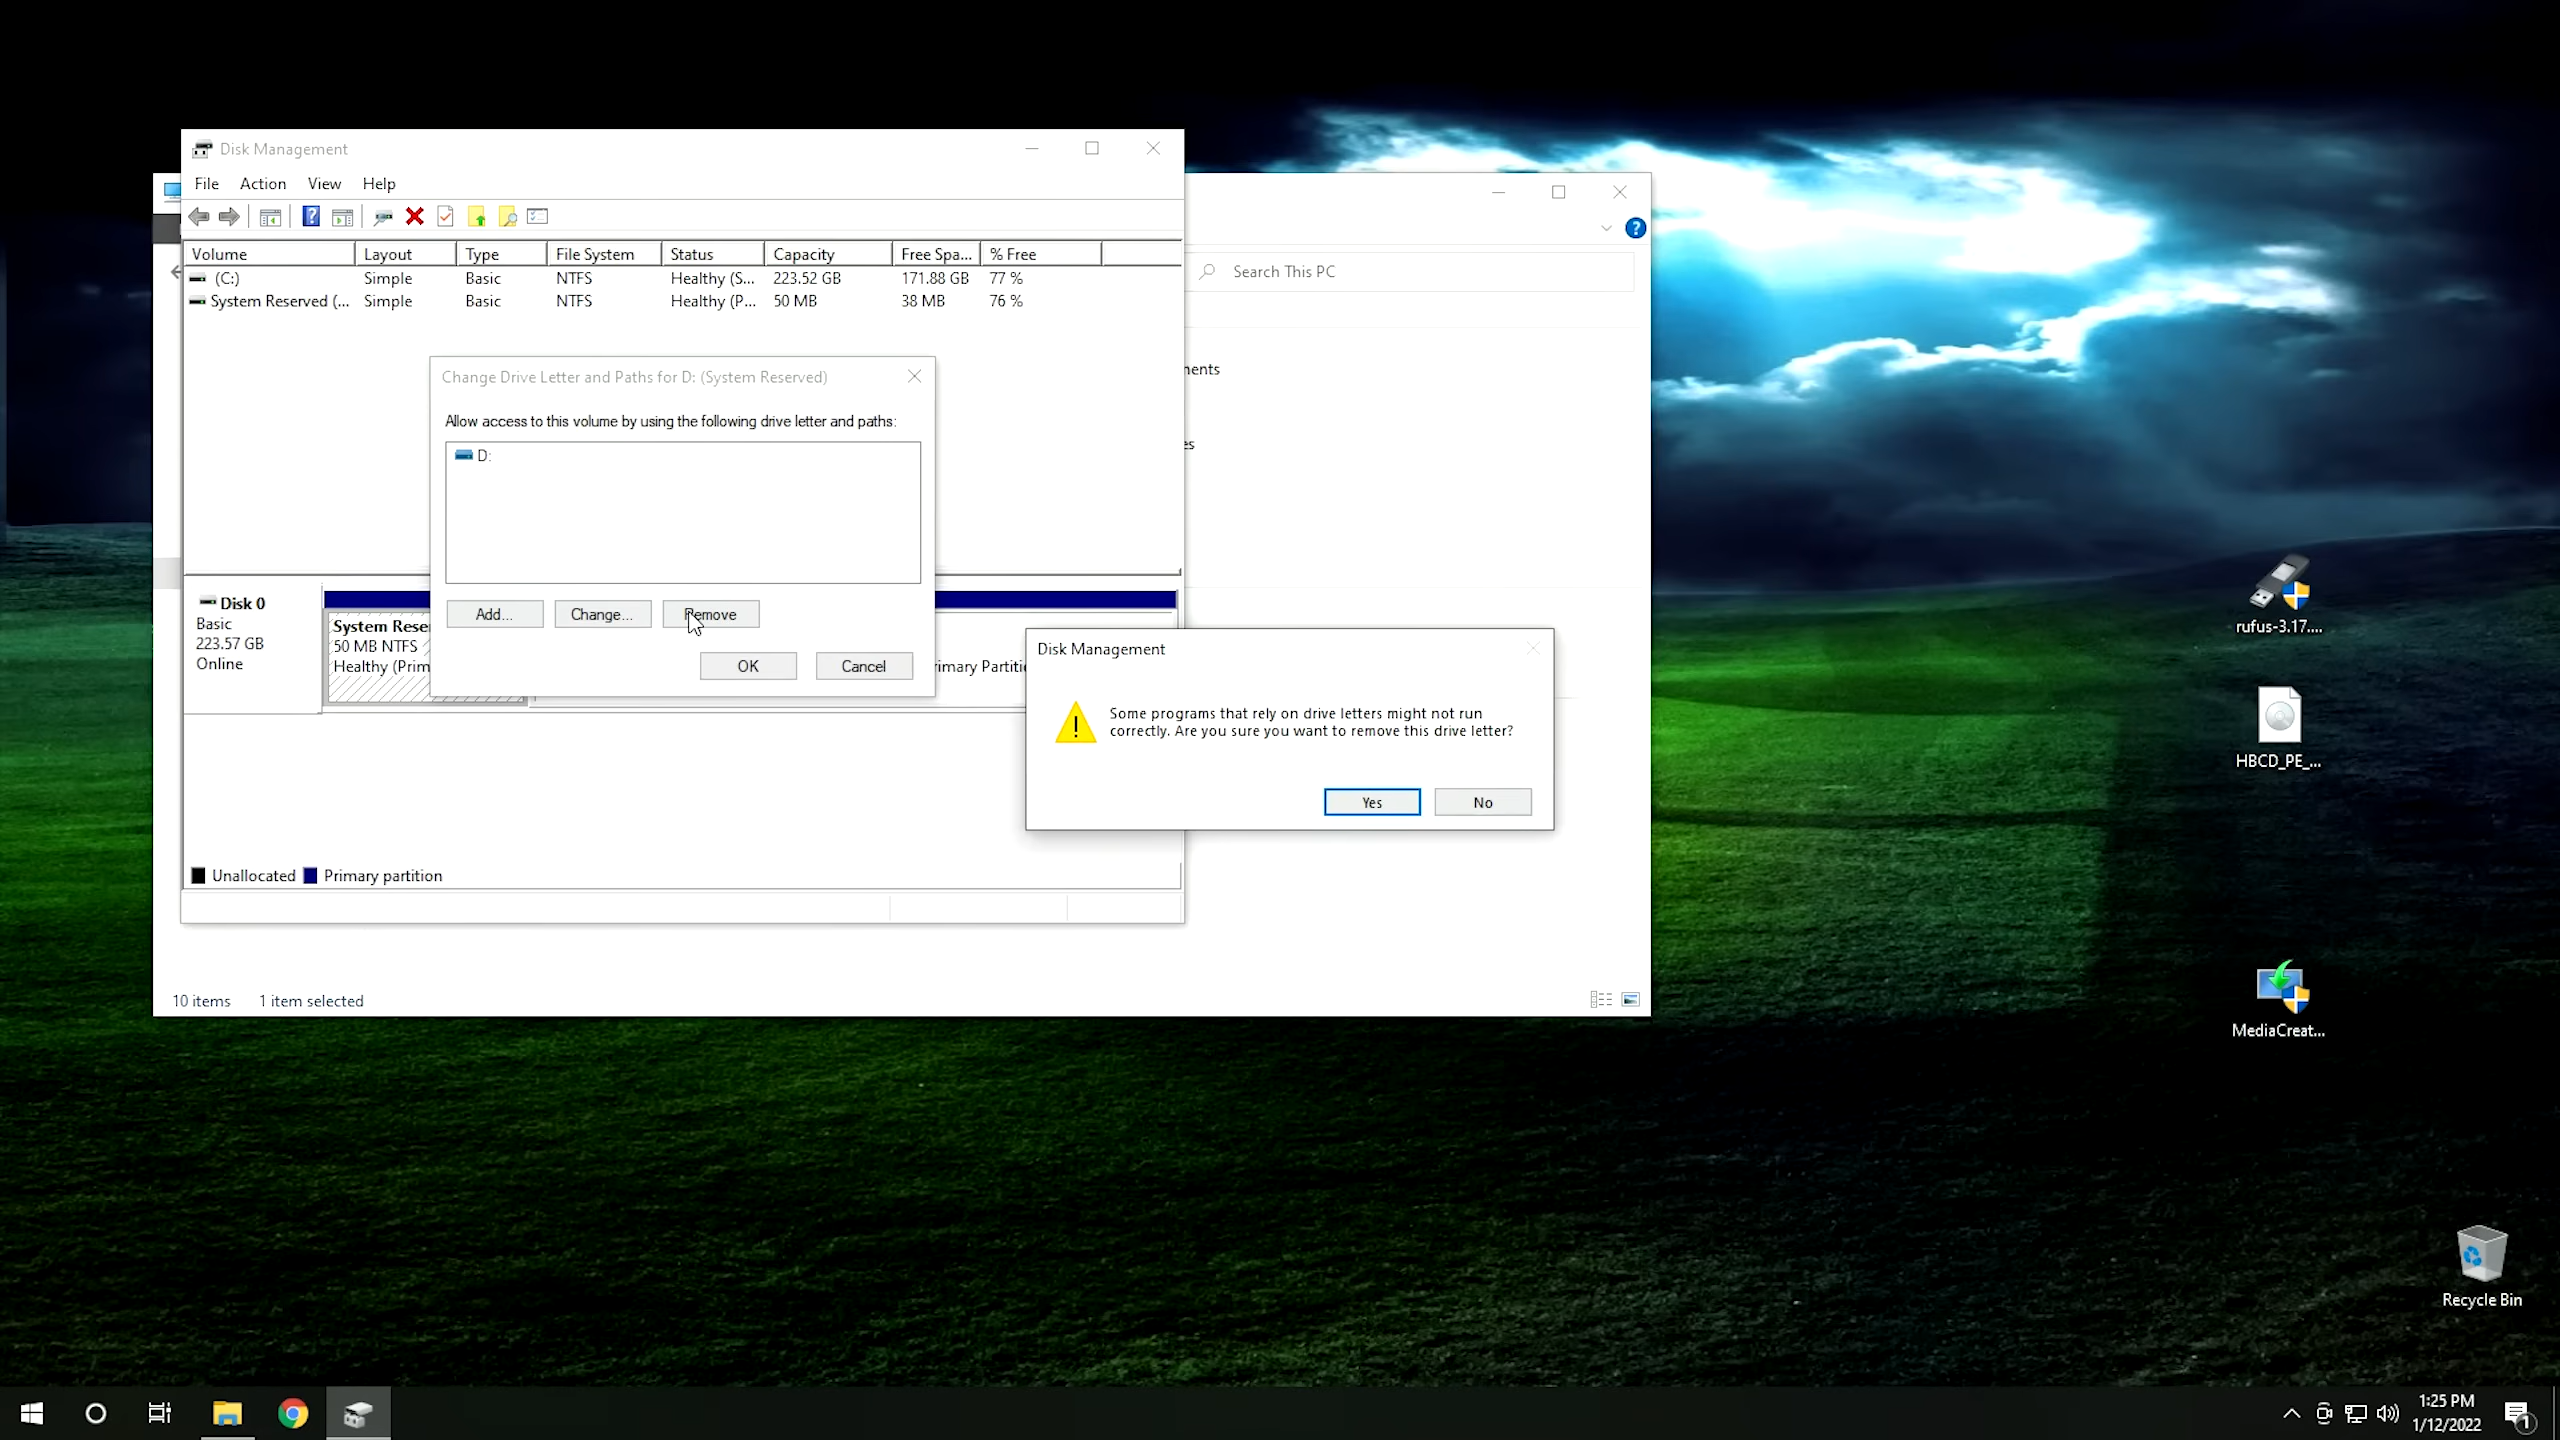 Disk Management
File Action View Help
Volume Layout Type File System Status Capacity Free Spa... % Free
(C:) Simple Basic NTFS Healthy (S... 223.52 GB 171.88 GB 77 %
System Reserved (... Simple Basic NTFS Healthy (P... 50 MB 38 MB 76 %
Search This PC
Change Drive Letter and Paths for D: (System Reserved)
Allow access to this volume by using the following drive letter and paths:
D:
Add... Change... Remove
OK Cancel
Disk 0
Basic
223.57 GB
Online
System Rese
50 MB NTFS
Healthy (Prim
rimary Partitic
nents
es
Disk Management
Some programs that rely on drive letters might not run
correctly. Are you sure you want to remove this drive letter?
Yes No
Unallocated Primary partition
10 items 1 item selected
rufus-3.17....
HBCD_PE_...
MediaCreat...
Recycle Bin
1:25 PM
1/12/2022
1